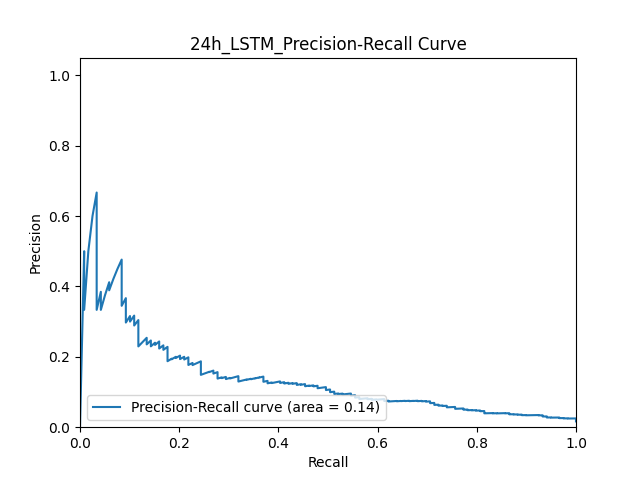 24h_LSTM_Precision-Recall Curve
1.0
0.8
0.6
0.4
0.2
0.0
Precision
Precision-Recall curve (area = 0.14)
0.0 0.2 0.4 0.6 0.8 1.0
Recall